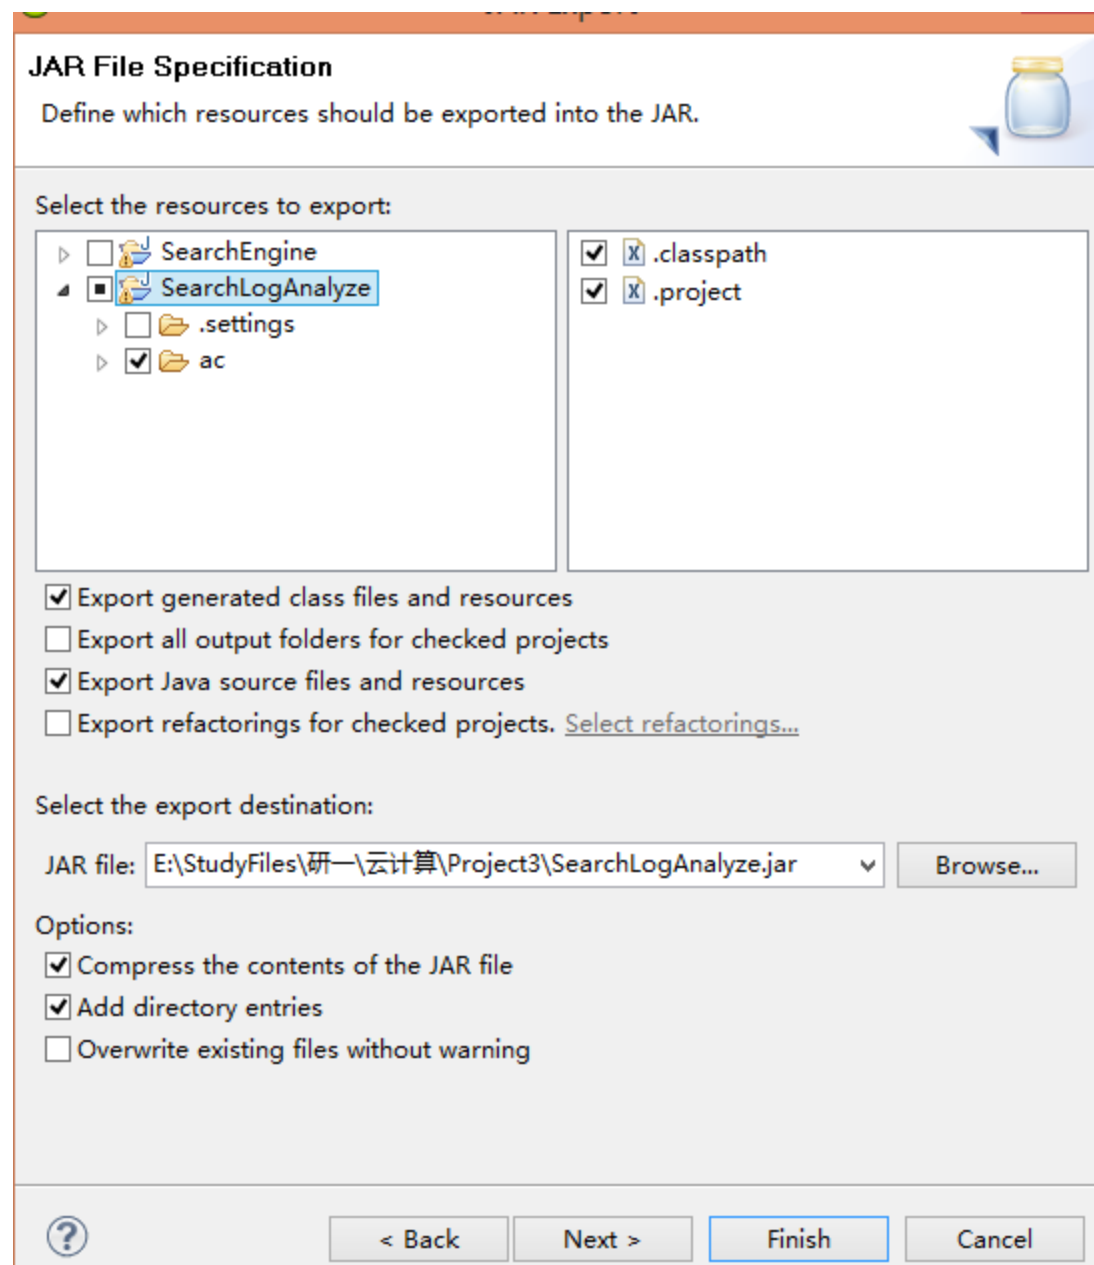 JAR File Specification
Define which resources should be exported into the JAR.
Select the resources to export:
SearchEngine
SearchLogAnalyze
.settings
ac
.classpath
.project
Export generated class files and resources
Export all output folders for checked projects
Export Java source files and resources
Export refactorings for checked projects. Select refactorings...
Select the export destination:
JAR file: E:\StudyFiles\研一\云计算\Project3\SearchLogAnalyze.jar Browse...
Options:
Compress the contents of the JAR file
Add directory entries
Overwrite existing files without warning
? < Back Next > Finish Cancel